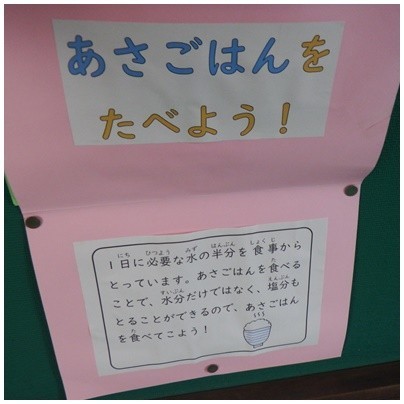 あさごはんを
たべよう！
1日に必要な水の半分を食事から
とっています。あさごはんを食べる
ことで、水分だけではなく、塩分も
とることができるので、あさごはん
を食べてこよう！